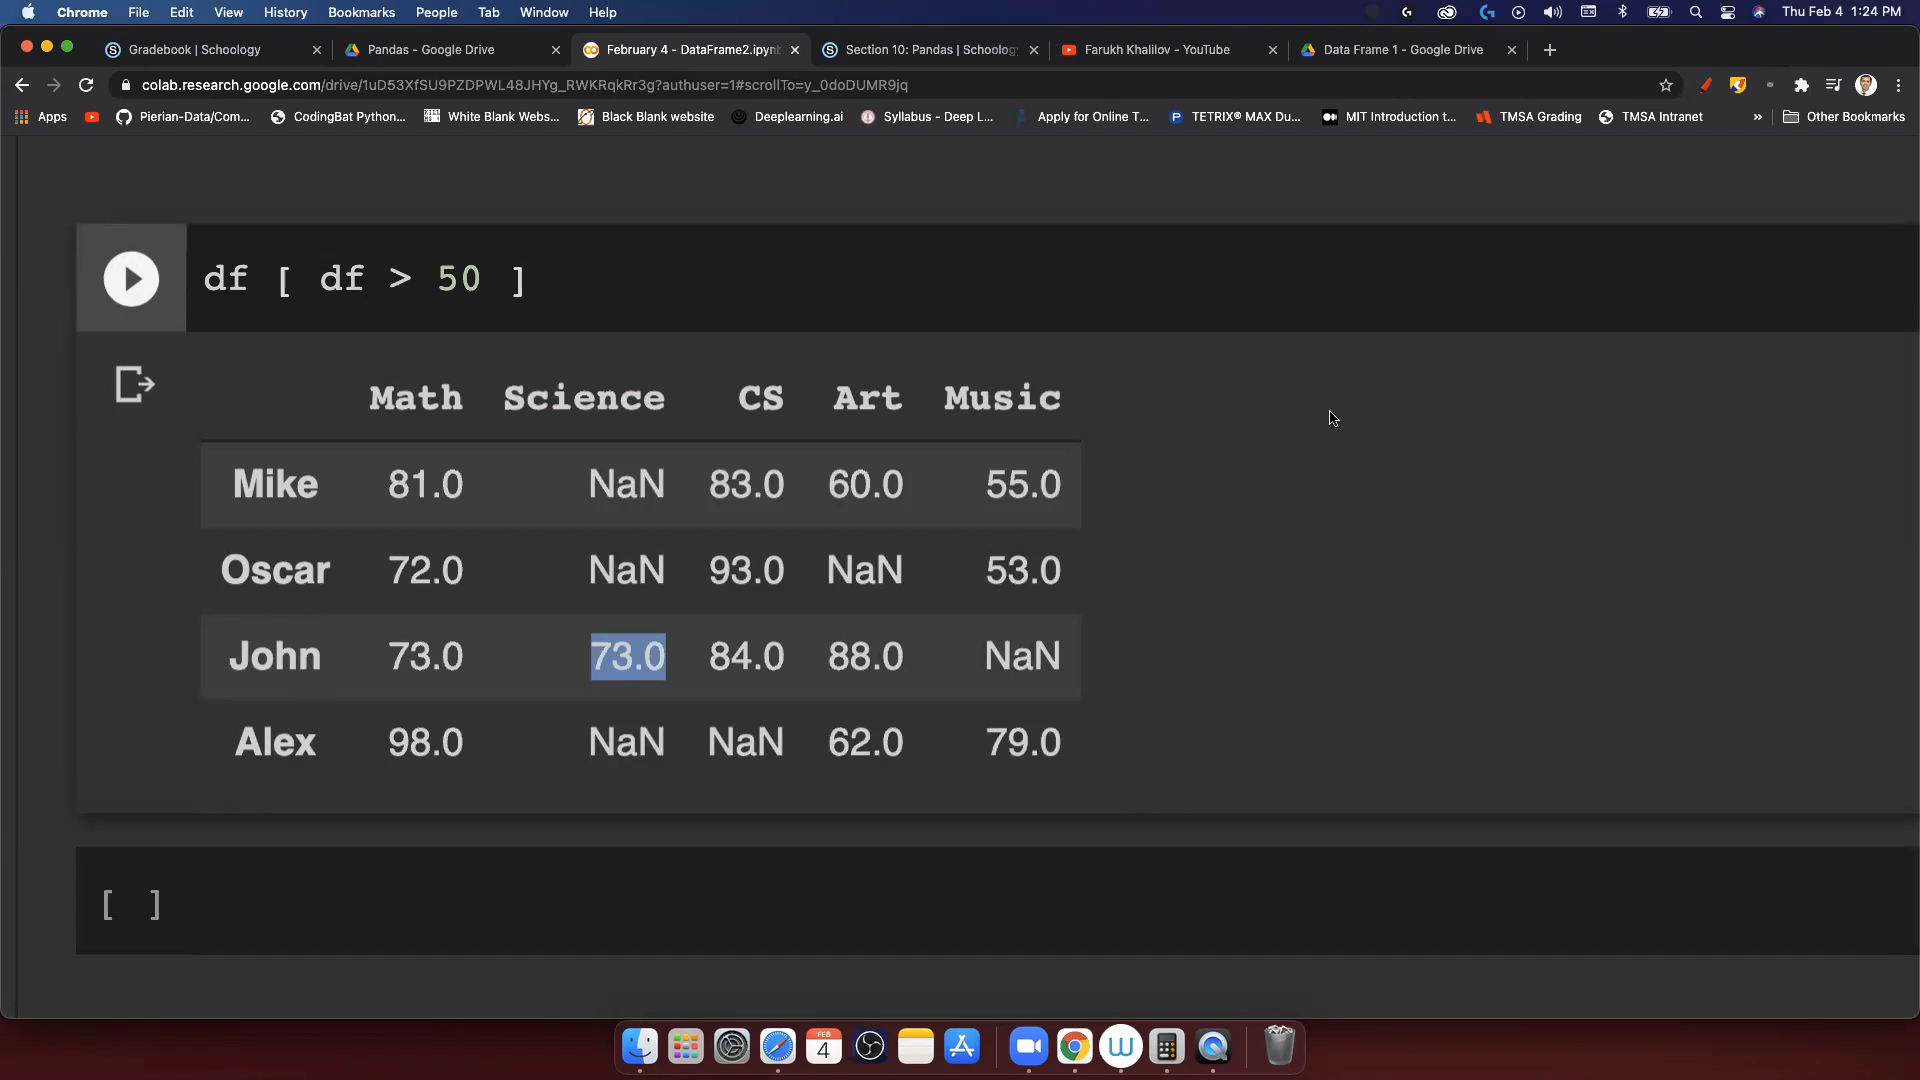 Chrome File Edit View History Bookmarks People Tab Window Help Thu Feb 4 1:24 PM
Gradebook | Schoology Pandas - Google Drive February 4 - DataFrame2.ipynb Section 10: Pandas | Schoology Farukh Khalilov - YouTube Data Frame 1 - Google Drive
colab.research.google.com/drive/1uD53XfSU9PZDPWL48JHYg_RWKRqkRr3g?authuser=1#scrollTo=y_0doDUMR9jq
Apps Pierian-Data/Com... CodingBat Python... White Blank Webs... Black Blank website Deeplearning.ai Syllabus - Deep L... Apply for Online T... TETRIX® MAX Du... MIT Introduction t... TMSA Grading TMSA Intranet » Other Bookmarks
df [ df > 50 ]
Math Science CS Art Music
Mike 81.0 NaN 83.0 60.0 55.0
Oscar 72.0 NaN 93.0 NaN 53.0
John 73.0 73.0 84.0 88.0 NaN
Alex 98.0 NaN NaN 62.0 79.0
[ ]
FEB
4